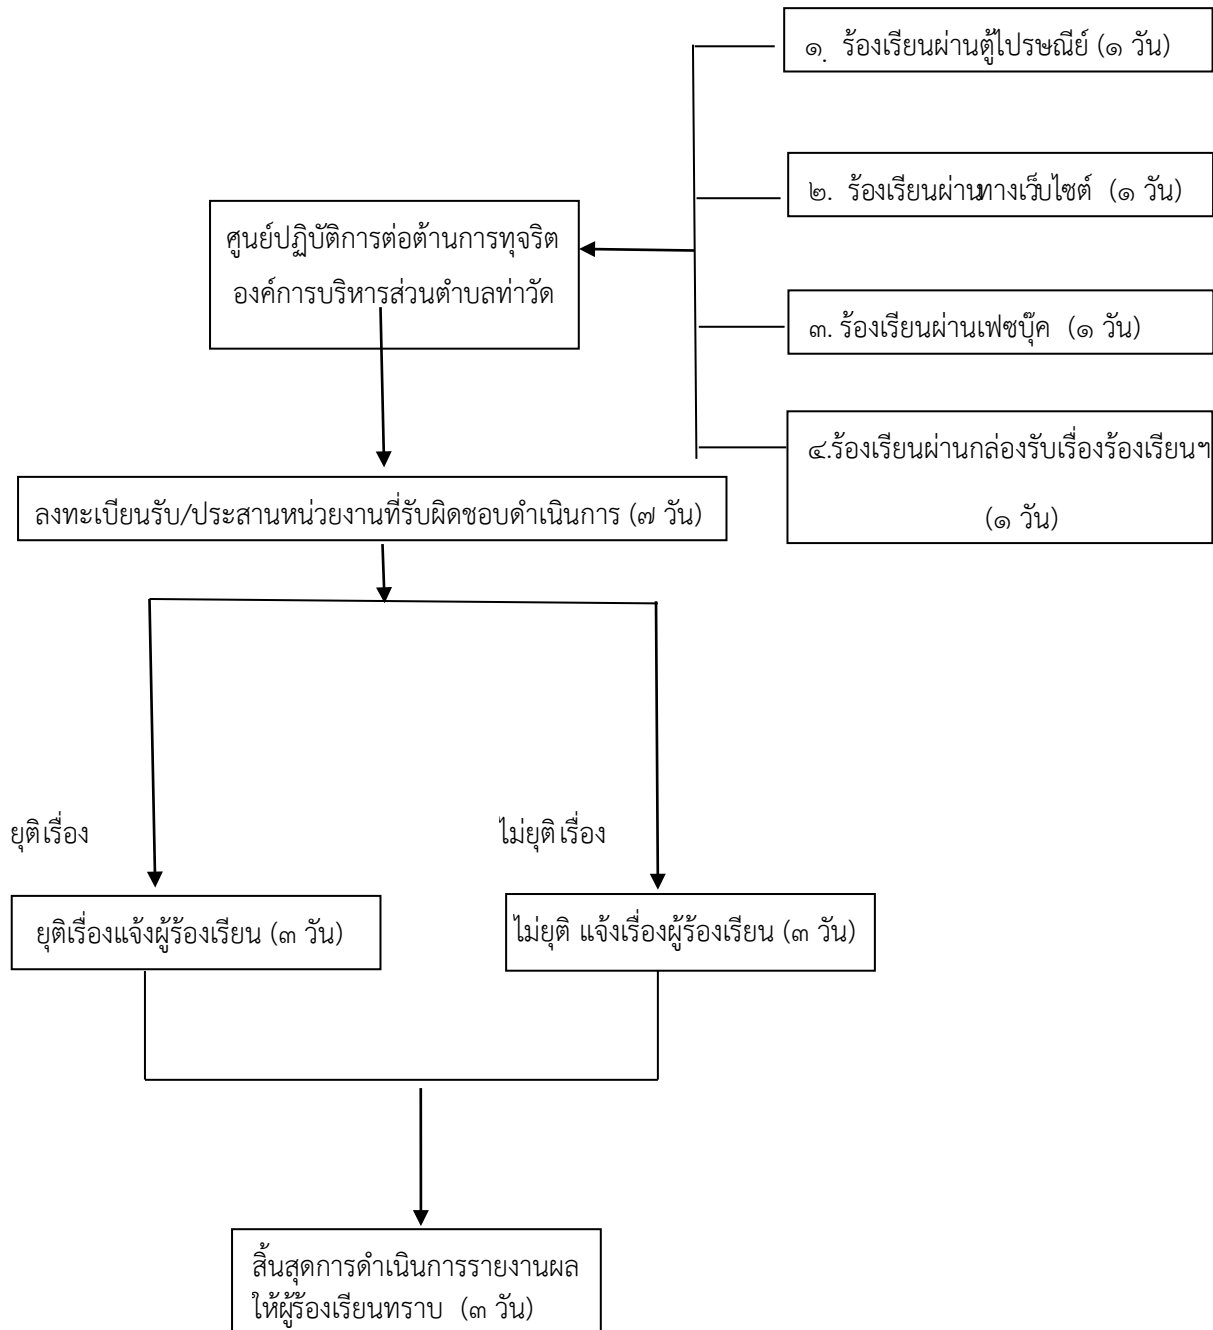 ๑. ร้องเรียนผ่านตู้ไปรษณีย์ (๑ วัน)
๒. ร้องเรียนผ่านทางเว็บไซต์ (๑ วัน)
ศูนย์ปฏิบัติการต่อต้านการทุจริต
องค์การบริหารส่วนตำบลท่าวัด
๓. ร้องเรียนผ่านเฟซบุ๊ค (๑ วัน)
๔.ร้องเรียนผ่านกล่องรับเรื่องร้องเรียนฯ
(๑ วัน)
ลงทะเบียนรับ/ประสานหน่วยงานที่รับผิดชอบดำเนินการ (๗ วัน)
ยุติเรื่อง
ไม่ยุติเรื่อง
ยุติเรื่องแจ้งผู้ร้องเรียน (๓ วัน)
ไม่ยุติ แจ้งเรื่องผู้ร้องเรียน (๓ วัน)
สิ้นสุดการดำเนินการรายงานผล
ให้ผู้ร้องเรียนทราบ (๓ วัน)